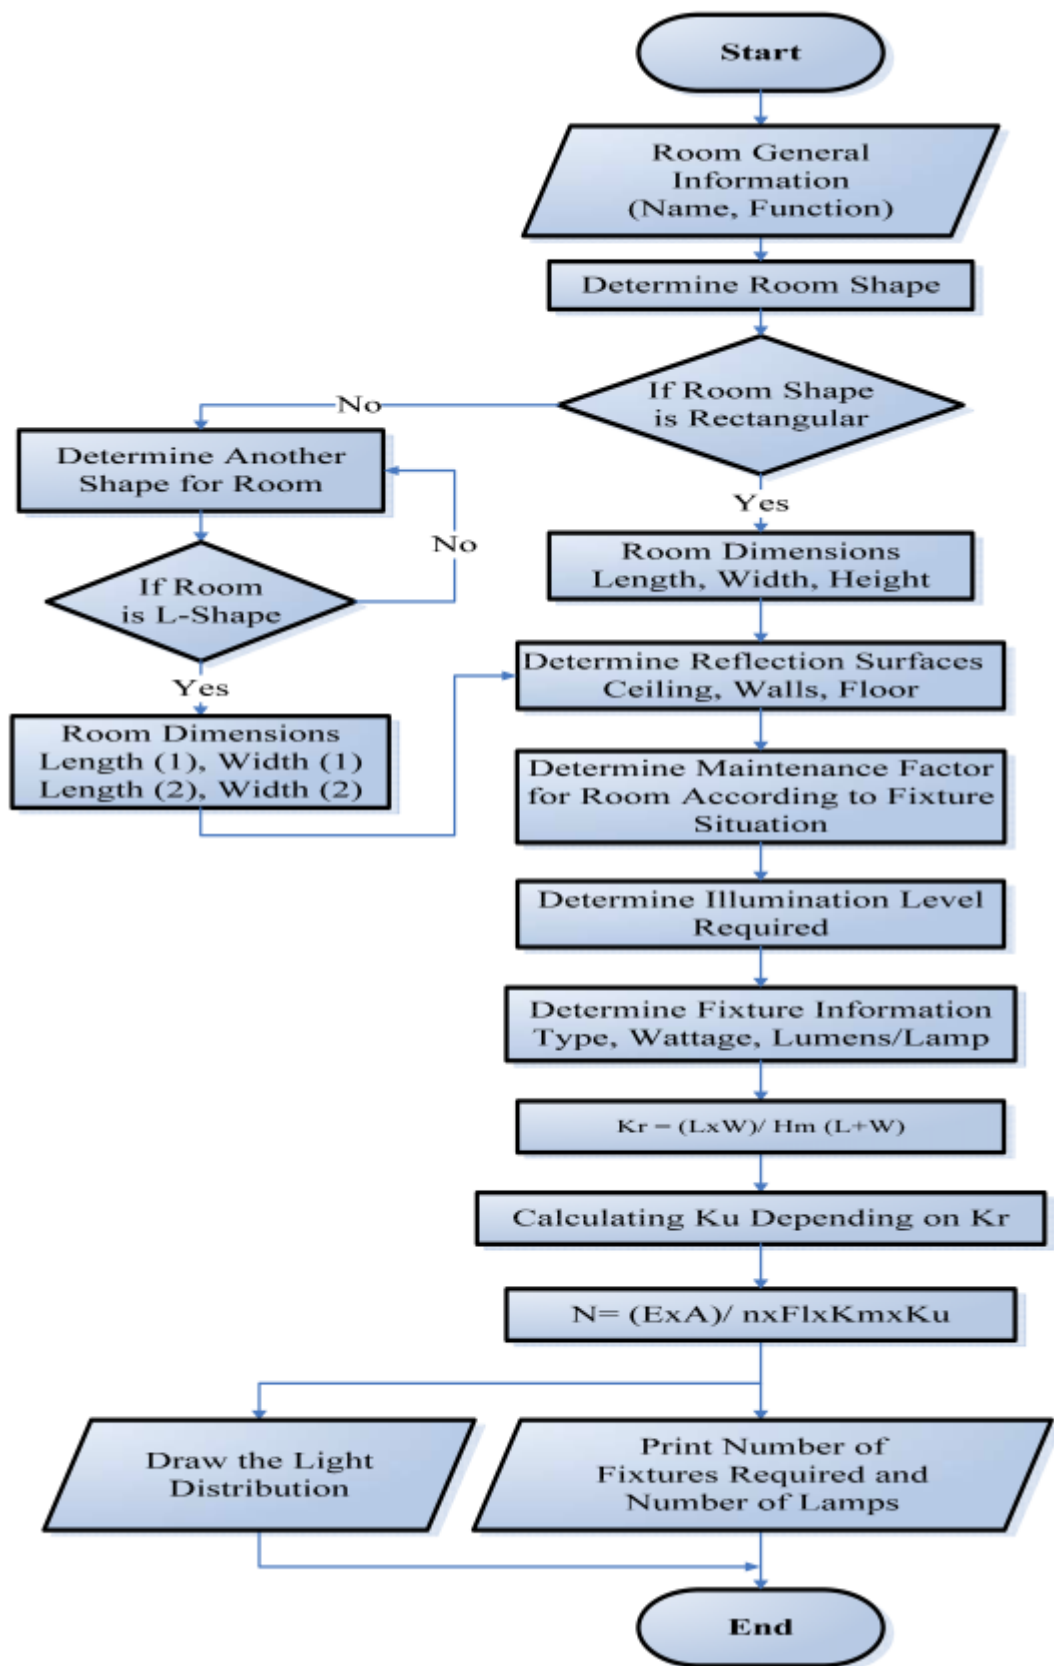 Start
Room General
Information
(Name, Function)
Determine Room Shape
If Room Shape
is Rectangular
No
Yes
Determine Another
Shape for Room
No
If Room
is L-Shape
Yes
Room Dimensions
Length (1), Width (1)
Length (2), Width (2)
Room Dimensions
Length, Width, Height
Determine Reflection Surfaces
Ceiling, Walls, Floor
Determine Maintenance Factor
for Room According to Fixture
Situation
Determine Illumination Level
Required
Determine Fixture Information
Type, Wattage, Lumens/Lamp
Kr = (LxW)/ Hm (L+W)
Calculating Ku Depending on Kr
N= (ExA)/ nxFlxKmxKu
Draw the Light
Distribution
Print Number of
Fixtures Required and
Number of Lamps
End